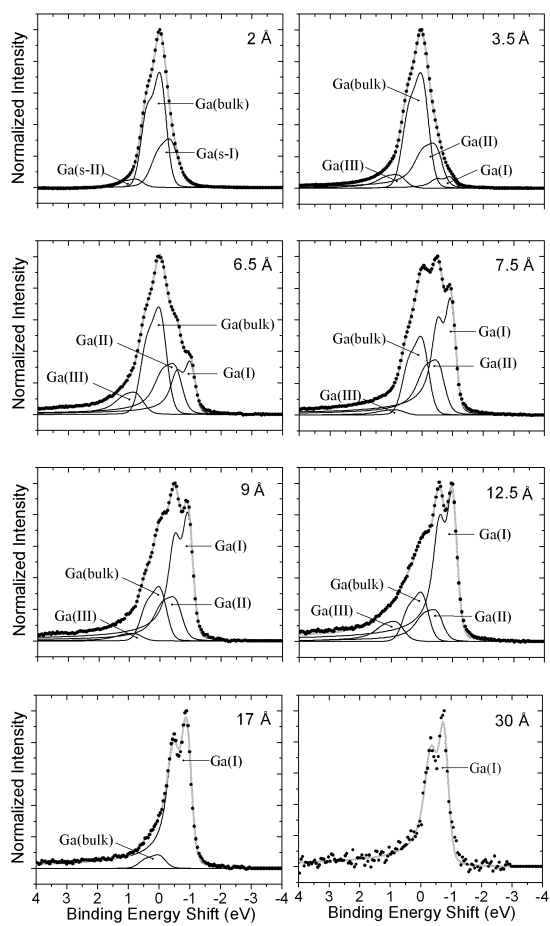 Normalized Intensity
2 Å
Ga(bulk)
Ga(s-I)
Ga(s-II)
3.5 Å
Ga(bulk)
Ga(II)
Ga(III)
Ga(I)
Normalized Intensity
6.5 Å
Ga(bulk)
Ga(II)
Ga(III)
Ga(I)
7.5 Å
Ga(I)
Ga(bulk)
Ga(II)
Ga(III)
Normalized Intensity
9 Å
Ga(I)
Ga(bulk)
Ga(II)
Ga(III)
12.5 Å
Ga(I)
Ga(bulk)
Ga(III)
Ga(II)
Normalized Intensity
17 Å
Ga(I)
Ga(bulk)
4 3 2 1 0 -1 -2 -3 -4
Binding Energy Shift (eV)
30 Å
Ga(I)
4 3 2 1 0 -1 -2 -3 -4
Binding Energy Shift (eV)